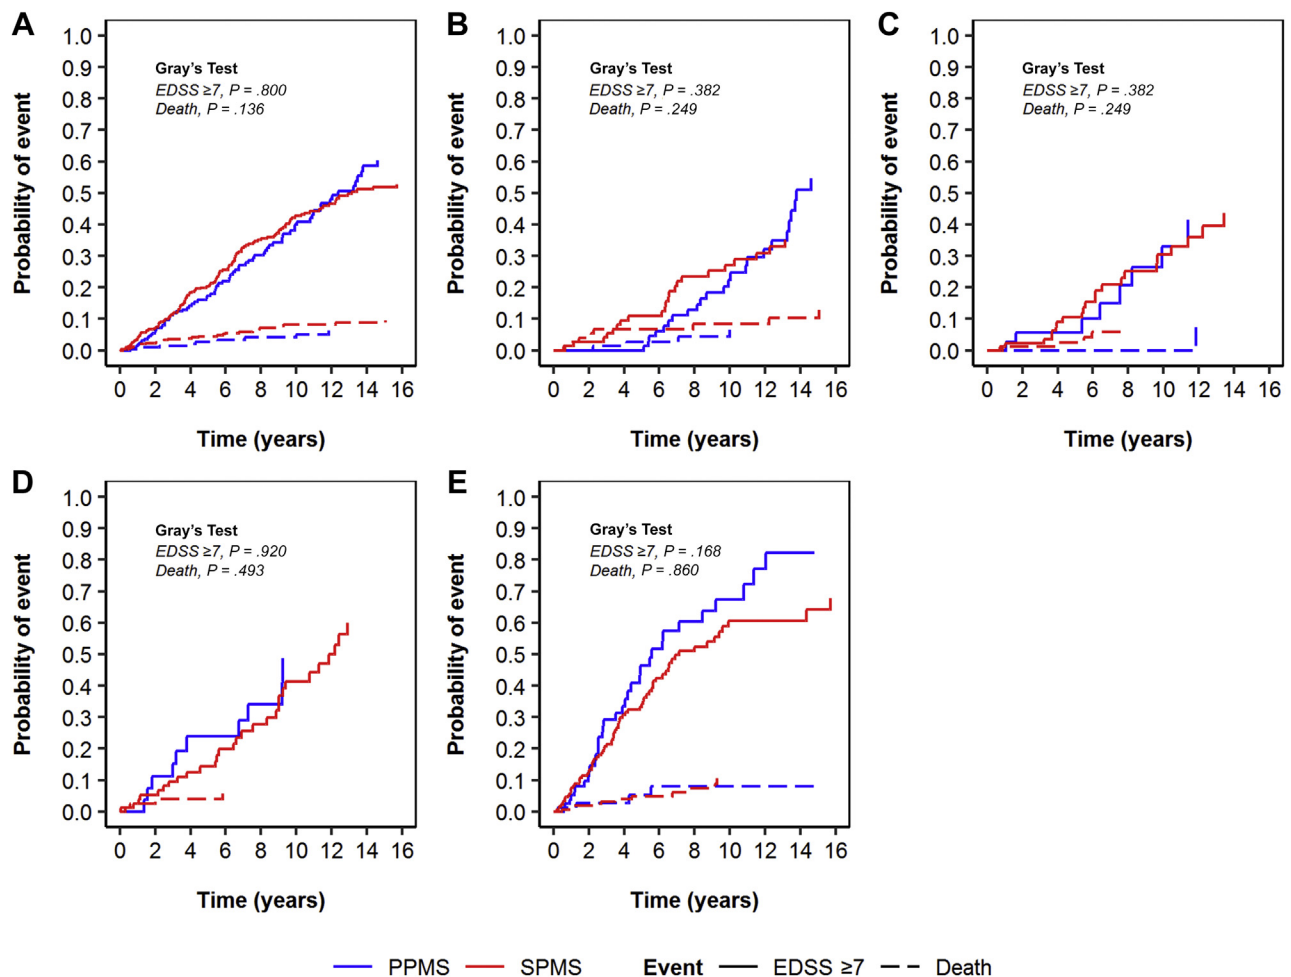 A
Probability of event
1.0
0.9
0.8
0.7
0.6
0.5
0.4
0.3
0.2
0.1
0.0
Gray's Test
EDSS ≥7, P = .800
Death, P = .136
0 2 4 6 8 10 12 14 16
Time (years)
B
Probability of event
1.0
0.9
0.8
0.7
0.6
0.5
0.4
0.3
0.2
0.1
0.0
Gray's Test
EDSS ≥7, P = .382
Death, P = .249
0 2 4 6 8 10 12 14 16
Time (years)
C
Probability of event
1.0
0.9
0.8
0.7
0.6
0.5
0.4
0.3
0.2
0.1
0.0
Gray's Test
EDSS ≥7, P = .382
Death, P = .249
0 2 4 6 8 10 12 14 16
Time (years)
D
Probability of event
1.0
0.9
0.8
0.7
0.6
0.5
0.4
0.3
0.2
0.1
0.0
Gray's Test
EDSS ≥7, P = .920
Death, P = .493
0 2 4 6 8 10 12 14 16
Time (years)
E
Probability of event
1.0
0.9
0.8
0.7
0.6
0.5
0.4
0.3
0.2
0.1
0.0
Gray's Test
EDSS ≥7, P = .168
Death, P = .860
0 2 4 6 8 10 12 14 16
Time (years)
PPMS SPMS Event EDSS ≥7 Death